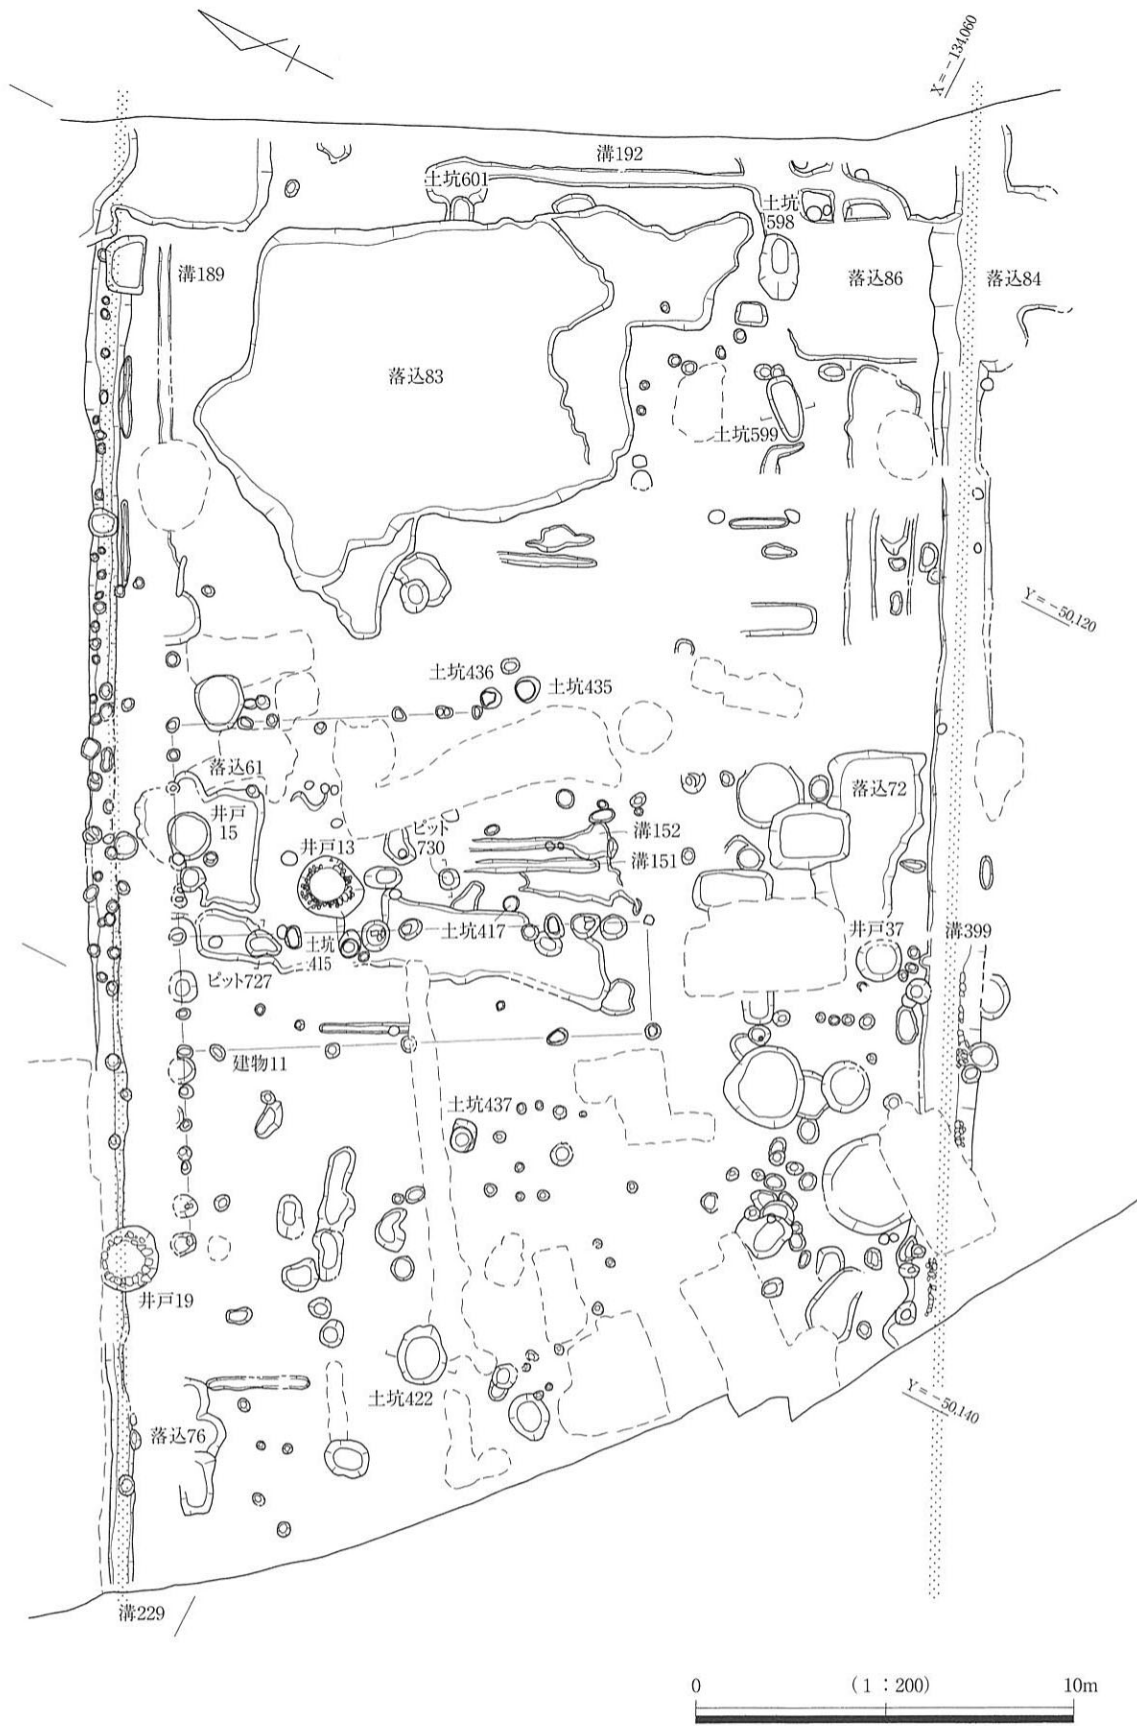 X=-134,060
溝192
土坑601
土坑
598
溝189
落込86
落込84
落込83
土坑599
Y=-50,120
土坑436
土坑435
落込61
落込72
井戸
15
井戸13
ピット
730
溝152
溝151
土坑417
井戸37
溝399
土坑
415
ピット727
建物11
土坑437
井戸19
土坑422
Y=-50,140
落込76
溝229
0
(1:200)
10m